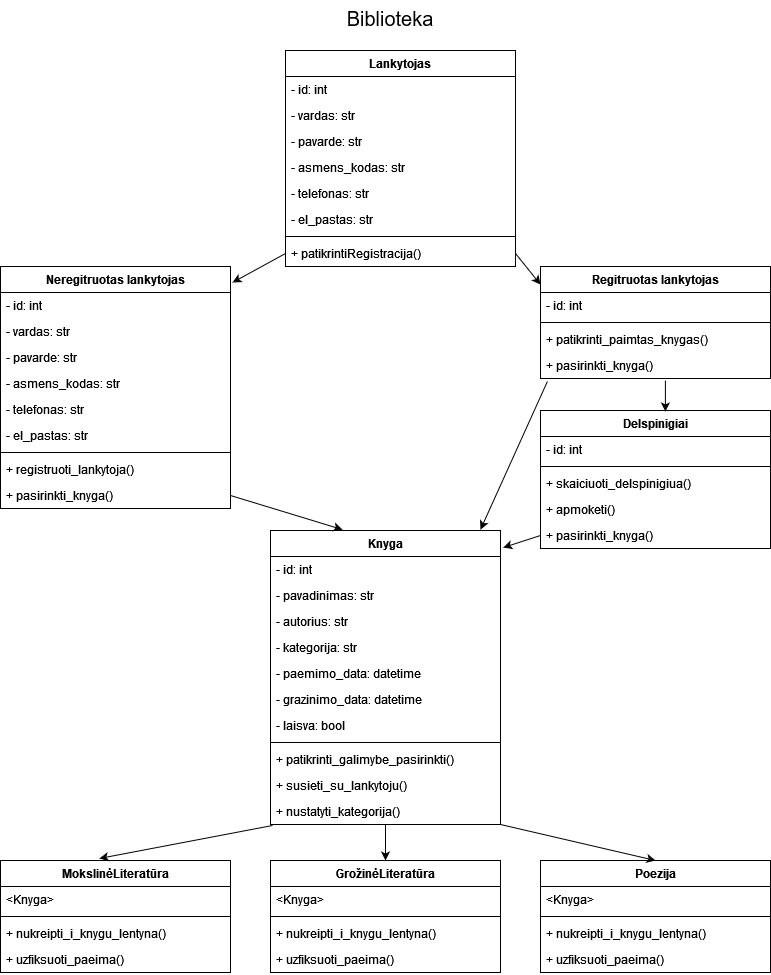 Biblioteka
Lankytojas
- id: int
- vardas: str
- pavarde: str
- asmens_kodas: str
- telefonas: str
- el_pastas: str
+ patikrintiRegistracija()
Neregitruotas lankytojas
- id: int
- vardas: str
- pavarde: str
- asmens_kodas: str
- telefonas: str
- el_pastas: str
+ registruoti_lankytoja()
+ pasirinkti_knyga()
Regitruotas lankytojas
- id: int
+ patikrinti_paimtas_knygas()
+ pasirinkti_knyga()
Delspinigiai
- id: int
+ skaiciuoti_delspinigiua()
+ apmoketi()
+ pasirinkti_knyga()
Knyga
- id: int
- pavadinimas: str
- autorius: str
- kategorija: str
- paemimo_data: datetime
- grazinimo_data: datetime
- laisva: bool
+ patikrinti_galimybe_pasirinkti()
+ susieti_su_lankytoju()
+ nustatyti_kategorija()
MokslinėLiteratūra
<Knyga>
+ nukreipti_i_knygu_lentyna()
+ uzfiksuoti_paeima()
GrožinėLiteratūra
<Knyga>
+ nukreipti_i_knygu_lentyna()
+ uzfiksuoti_paeima()
Poezija
<Knyga>
+ nukreipti_i_knygu_lentyna()
+ uzfiksuoti_paeima()